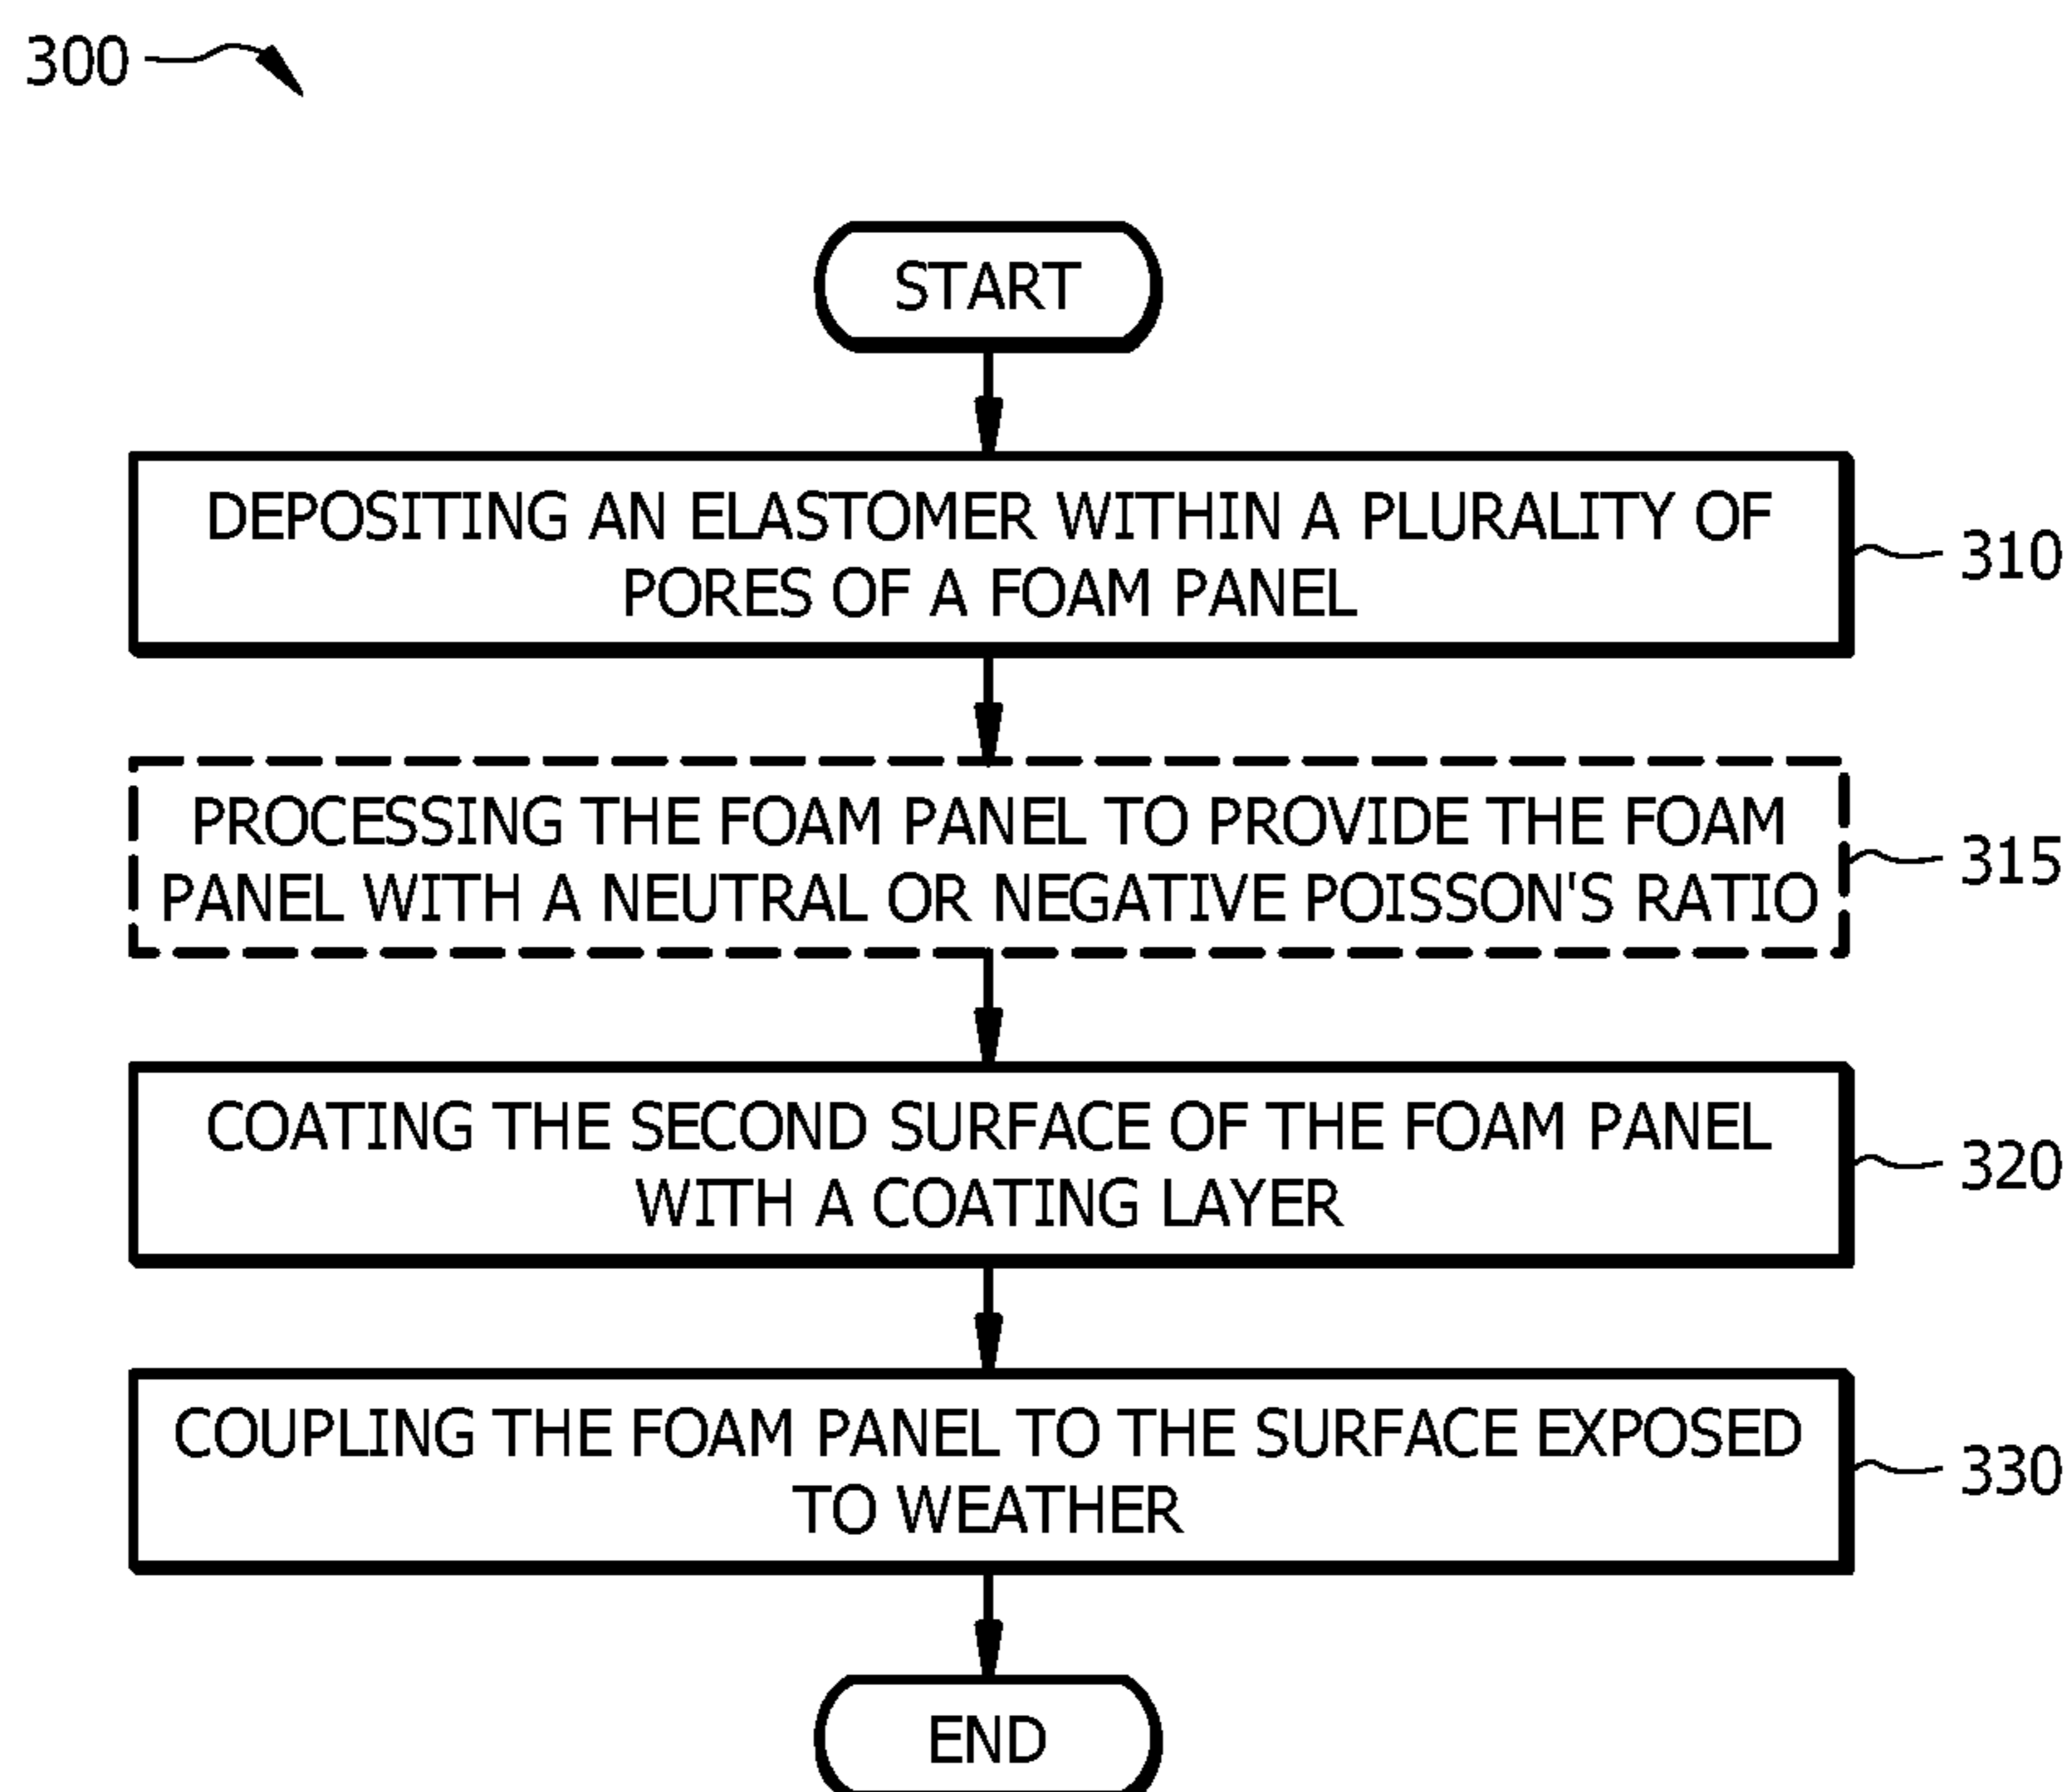 300
START
DEPOSITING AN ELASTOMER WITHIN A PLURALITY OF
PORES OF A FOAM PANEL
310
PROCESSING THE FOAM PANEL TO PROVIDE THE FOAM
PANEL WITH A NEUTRAL OR NEGATIVE POISSON'S RATIO
315
COATING THE SECOND SURFACE OF THE FOAM PANEL
WITH A COATING LAYER
320
COUPLING THE FOAM PANEL TO THE SURFACE EXPOSED
TO WEATHER
330
END